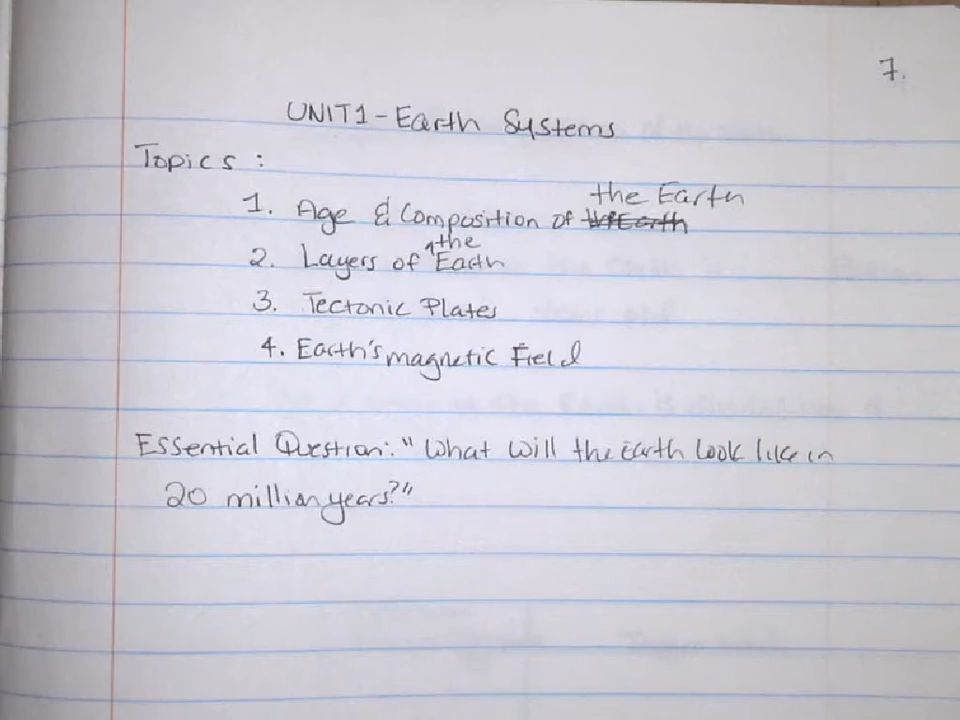 7.
UNIT1 - Earth Systems
Topics :
1. Age & Composition of the Earth
2. Layers of the Earth
3. Tectonic Plates
4. Earth's magnetic Field
Essential Question: "What will the Earth look like in
20 million years?"